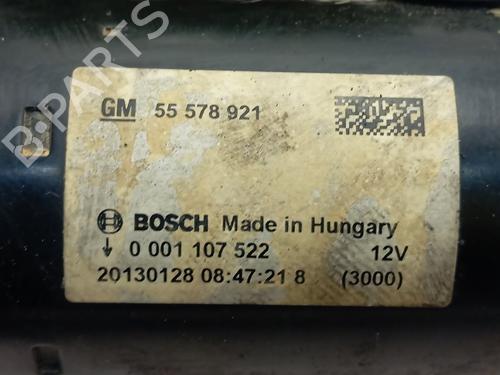 B-PARTS
GM 55 578 921
BOSCH Made in Hungary
0 001 107 522 12V
20130128 08:47:21 8 (3000)